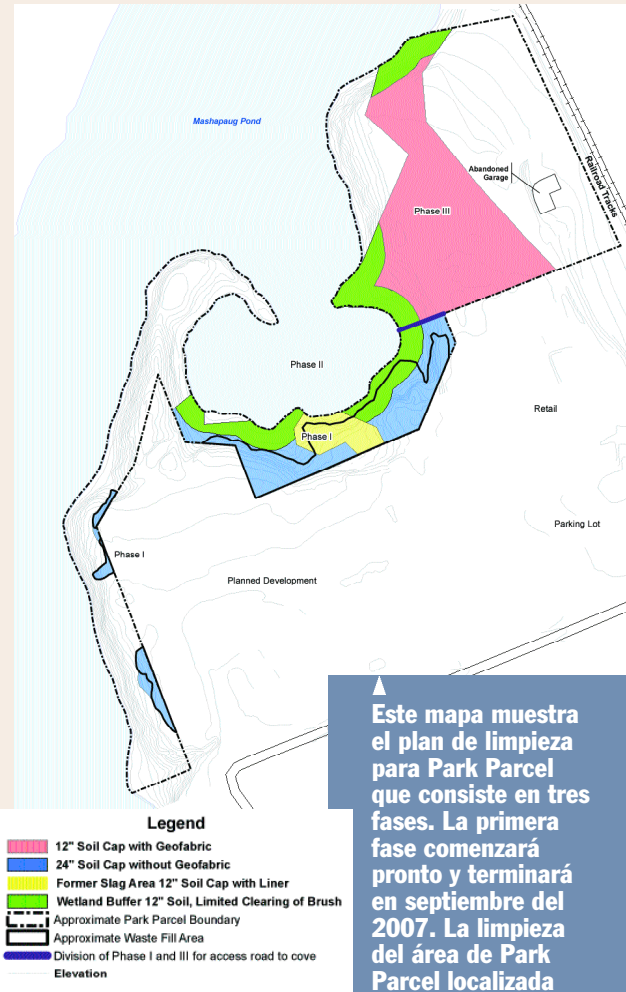 Mashapaug Pond
Abandoned
Garage
Railroad Tracks
Phase III
Phase II
Retail
Phase I
Parking Lot
Phase I
Planned Development
Este mapa muestra
el plan de limpieza
para Park Parcel
que consiste en tres
fases. La primera
fase comenzará
pronto y terminará
en septiembre del
2007. La limpieza
del área de Park
Parcel localizada
Legend
12" Soil Cap with Geofabric
24" Soil Cap without Geofabric
Former Slag Area 12" Soil Cap with Liner
Wetland Buffer 12" Soil, Limited Clearing of Brush
Approximate Park Parcel Boundary
Approximate Waste Fill Area
Division of Phase I and III for access road to cove
Elevation